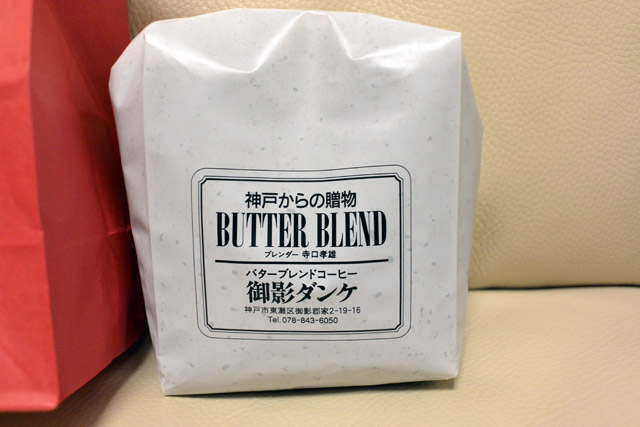 神戸からの贈物
BUTTER BLEND
ブレンダー 寺口孝雄
バターブレンドコーヒー
御影ダンケ
神戸市東灘区御影郡家2-19-16
Tel.078-843-6050